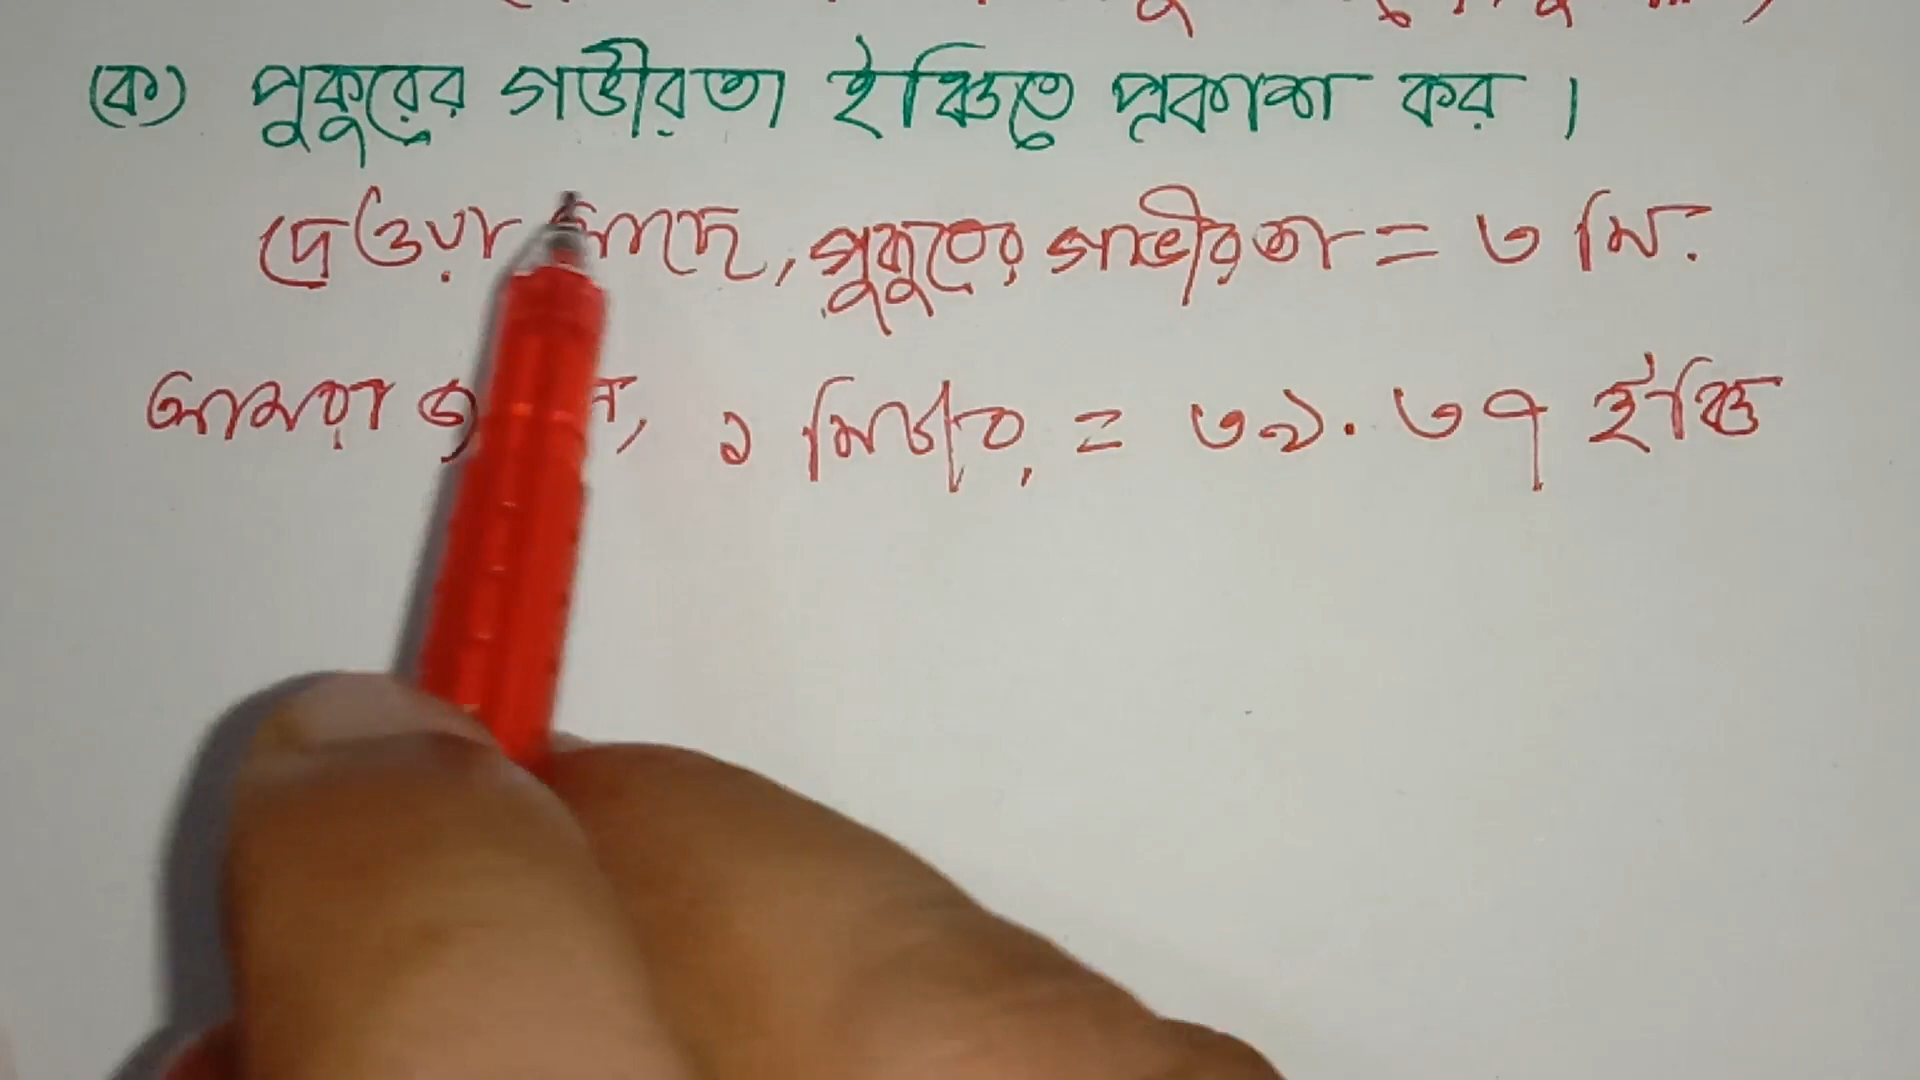 (ক) পুকুরের গভীরতা ইঞ্চিতে প্রকাশ কর ।
দেওয়া আছে, পুকুরের গভীরতা = ৩ মি.
আমরা জানি, ১ মিটার = ৩৯.৩৭ ইঞ্চি